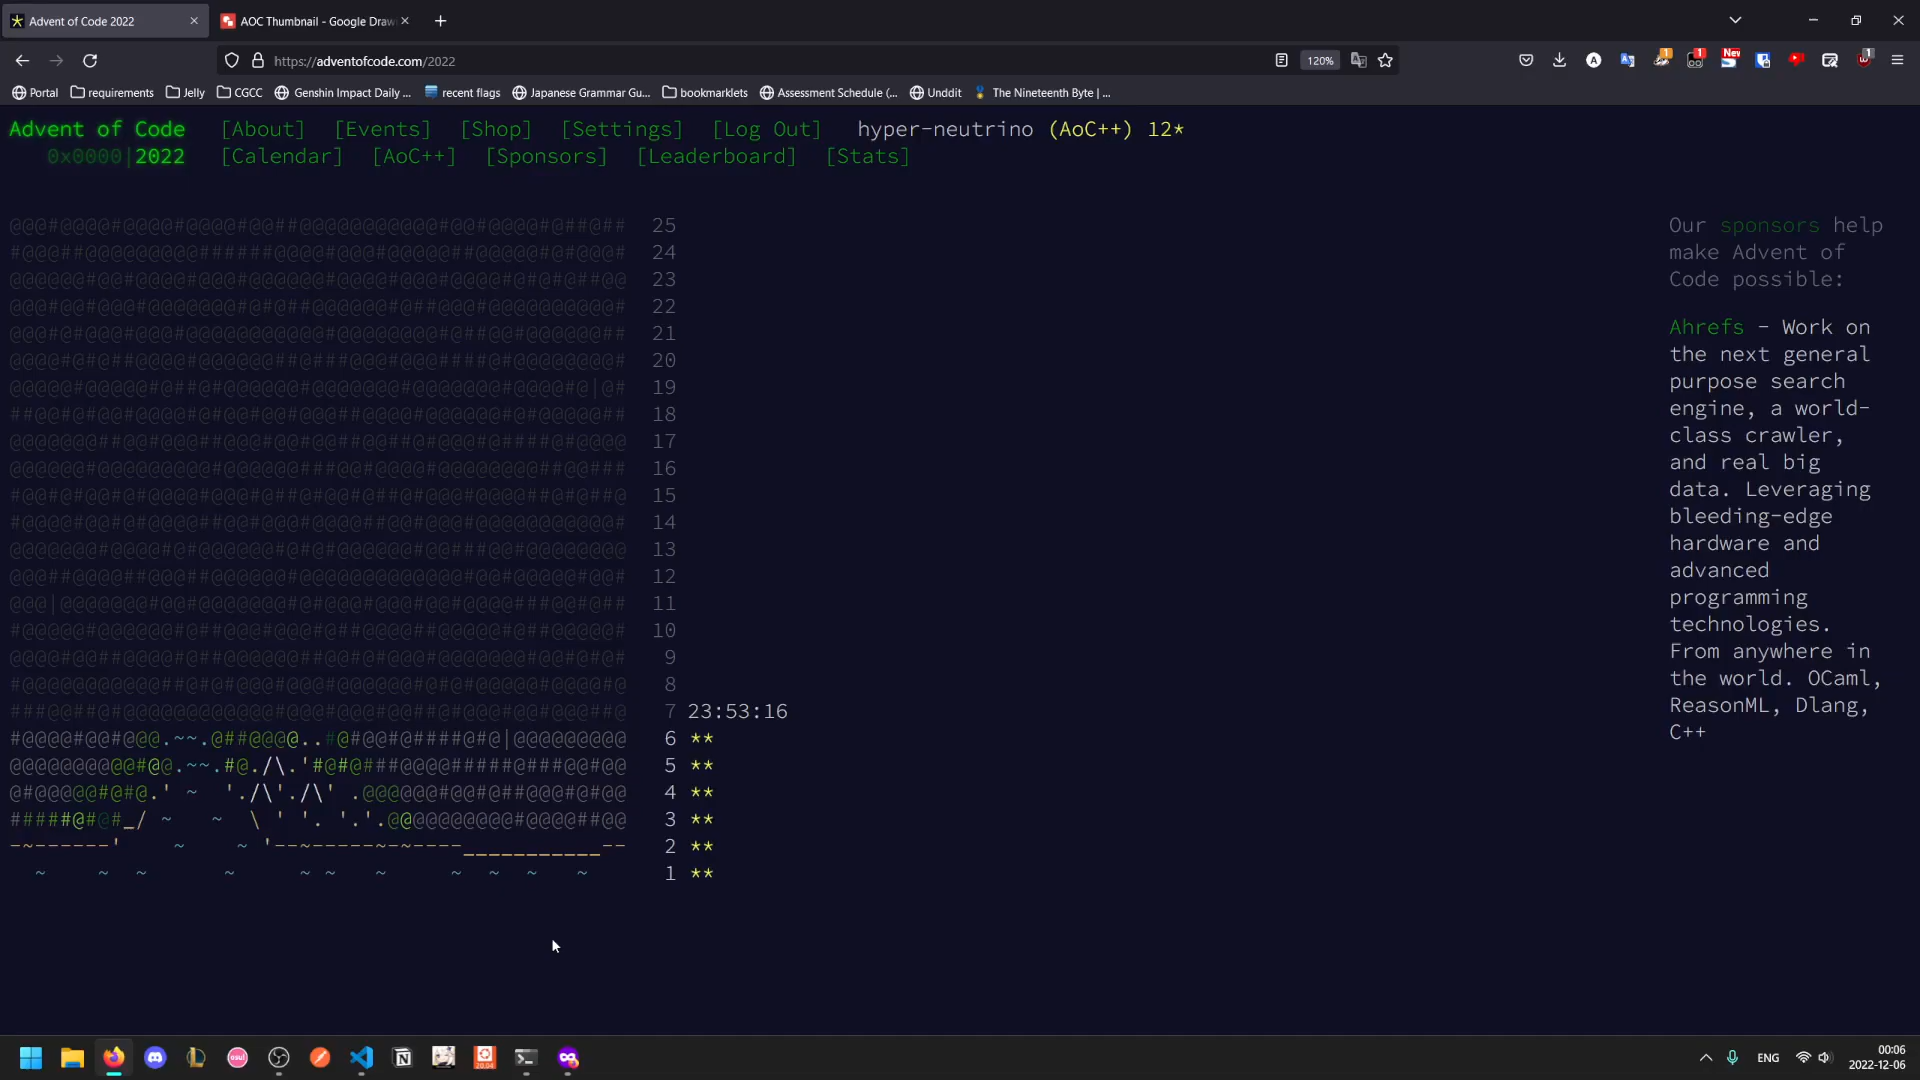 Advent of Code 2022
AOC Thumbnail - Google Draw
https://adventofcode.com/2022
120%
Portal
requirements
Jelly
CGCC
Genshin Impact Daily ...
recent flags
Japanese Grammar Gu...
bookmarklets
Assessment Schedule (...
Unddit
The Nineteenth Byte | ...
Advent of Code [About] [Events] [Shop] [Settings] [Log Out] hyper-neutrino (AoC++) 12*
0x0000|2022 [Calendar] [AoC++] [Sponsors] [Leaderboard] [Stats]
25
24
23
22
21
20
19
18
17
16
15
14
13
12
11
10
9
8
7 23:53:16
6 **
5 **
4 **
3 **
2 **
1 **
Our sponsors help
make Advent of
Code possible:
Ahrefs - Work on
the next general
purpose search
engine, a world-
class crawler,
and real big
data. Leveraging
bleeding-edge
hardware and
advanced
programming
technologies.
From anywhere in
the world. OCaml,
ReasonML, Dlang,
C++
ENG
00:06
2022-12-06